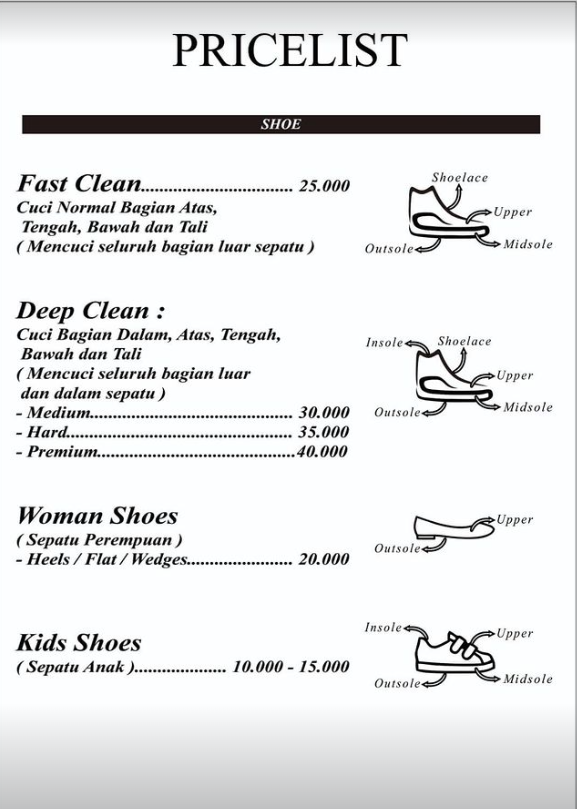 PRICELIST
SHOE
Fast Clean................................ 25.000
Cuci Normal Bagian Atas,
Tengah, Bawah dan Tali
( Mencuci seluruh bagian luar sepatu )
Shoelace
Upper
Outsole
Midsole
Deep Clean :
Cuci Bagian Dalam, Atas, Tengah,
Bawah dan Tali
( Mencuci seluruh bagian luar
dan dalam sepatu )
- Medium.......................................... 30.000
- Hard............................................... 35.000
- Premium.........................................40.000
Insole
Shoelace
Upper
Outsole
Midsole
Woman Shoes
( Sepatu Perempuan )
- Heels / Flat / Wedges...................... 20.000
Upper
Outsole
Kids Shoes
( Sepatu Anak )................... 10.000 - 15.000
Insole
Upper
Outsole
Midsole